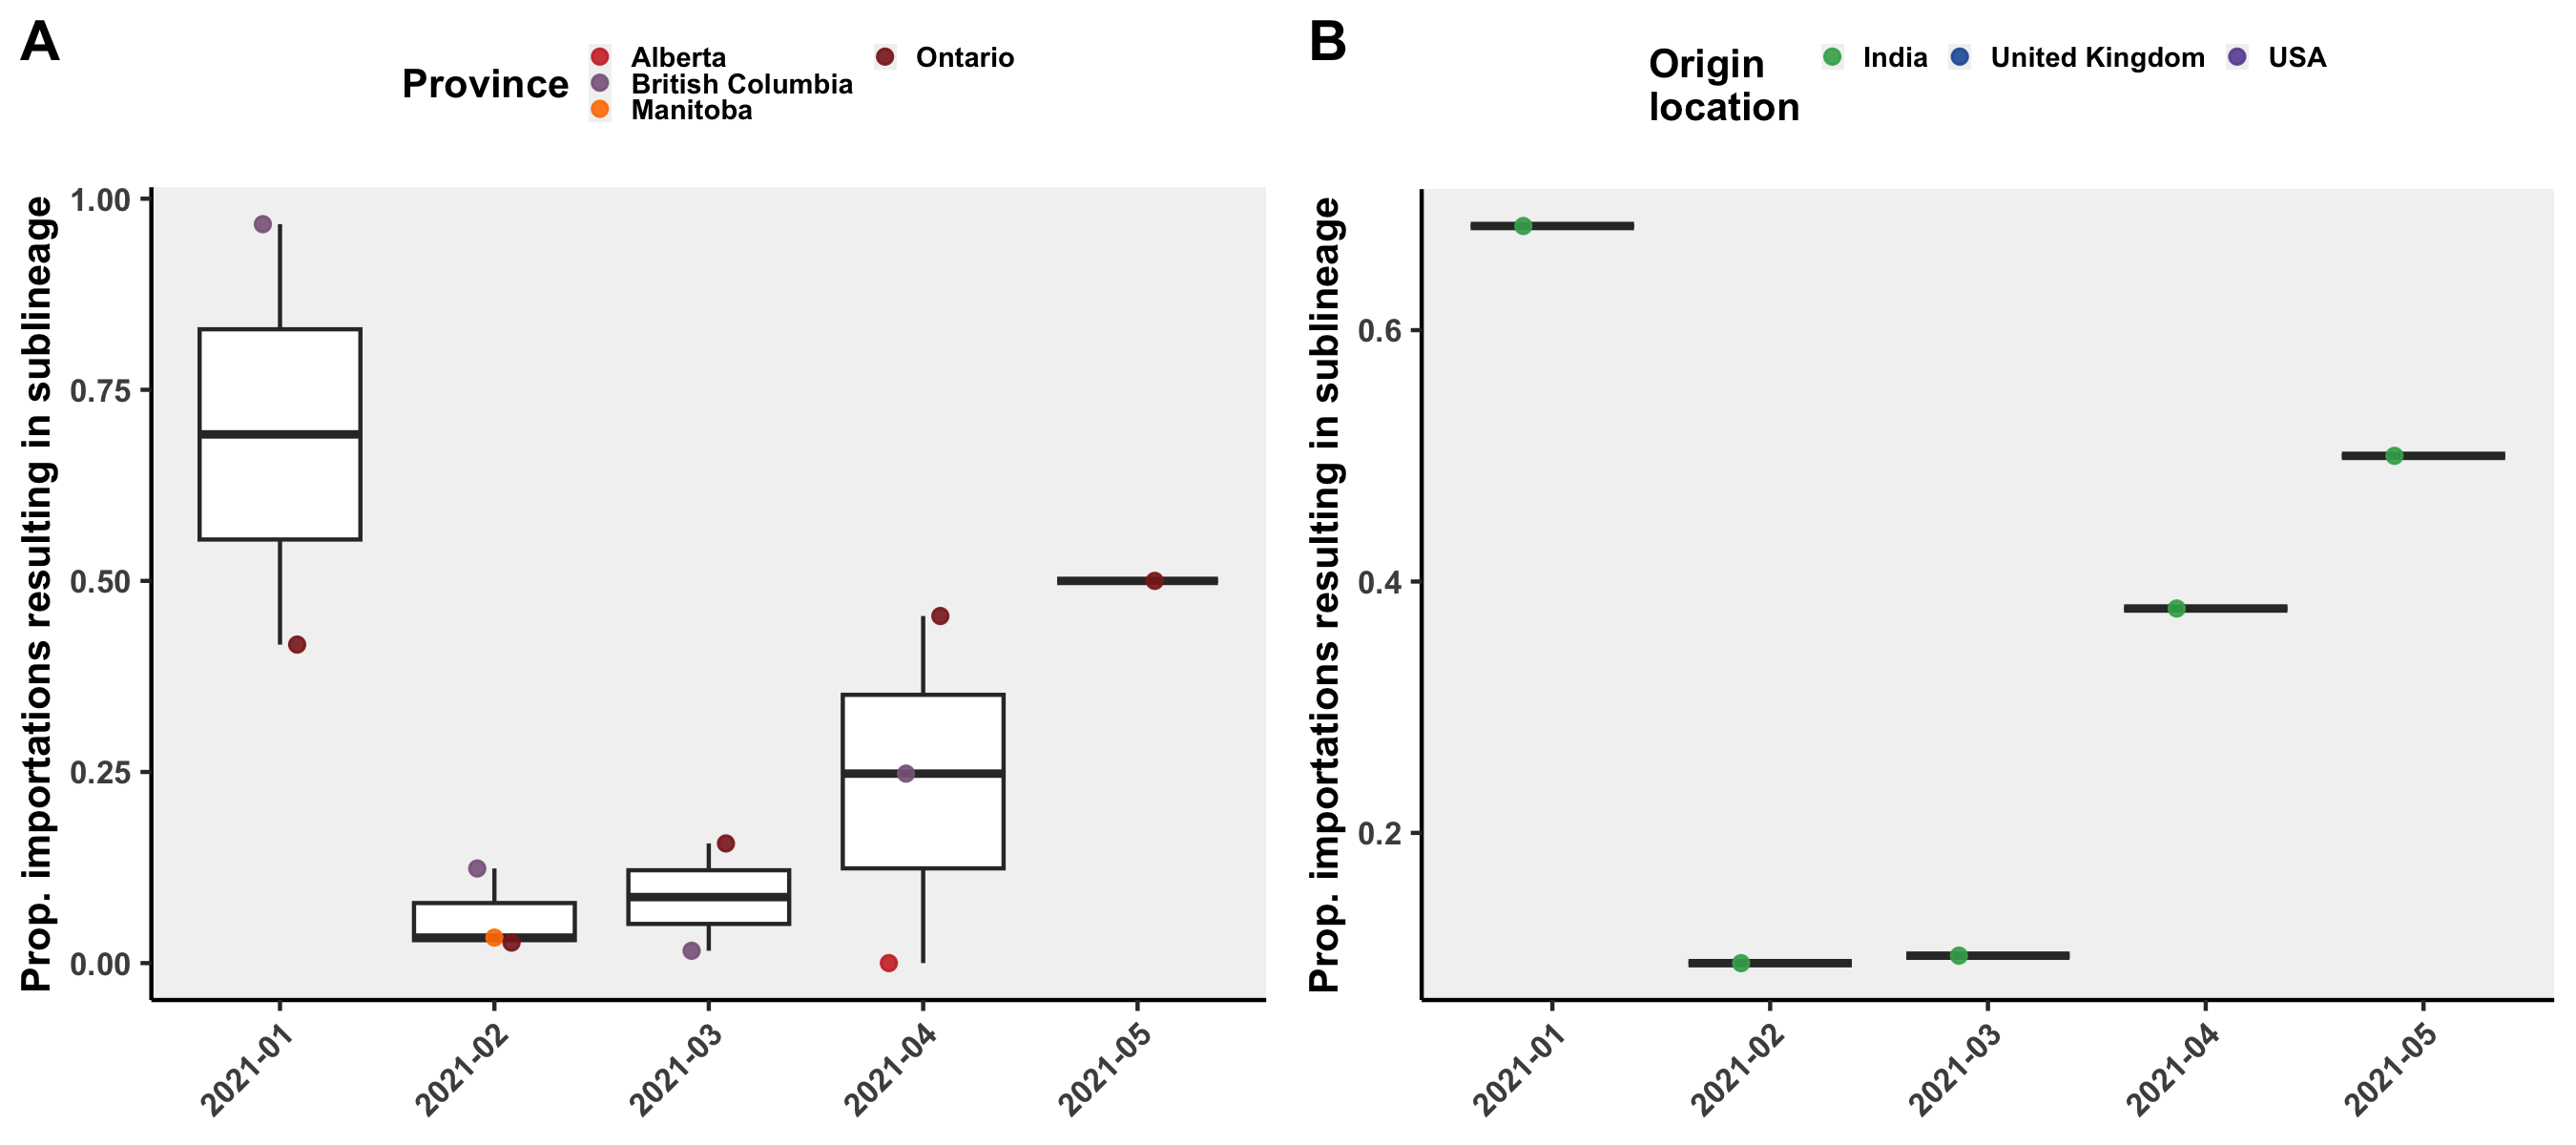 A
Province
Alberta
British Columbia
Manitoba
Ontario
Prop. importations resulting in sublineage
1.00
0.75
0.50
0.25
0.00
2021-01
2021-02
2021-03
2021-04
2021-05
B
Origin
location
India
United Kingdom
USA
Prop. importations resulting in sublineage
0.6
0.4
0.2
2021-01
2021-02
2021-03
2021-04
2021-05